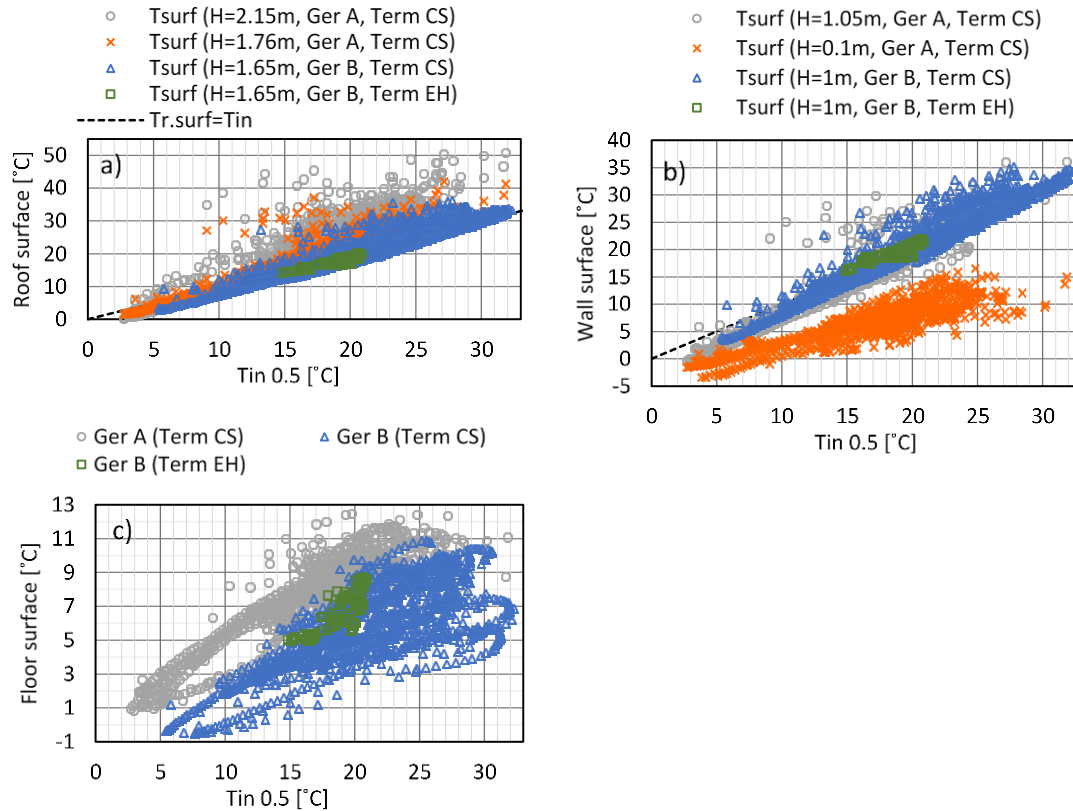 Tsurf (H=2.15m, Ger A, Term CS)
Tsurf (H=1.76m, Ger A, Term CS)
Tsurf (H=1.65m, Ger B, Term CS)
Tsurf (H=1.65m, Ger B, Term EH)
Tr.surf=Tin
a)
Roof surface [˚C]
50
40
30
20
10
0
0 5 10 15 20 25 30
Tin 0.5 [˚C]
Tsurf (H=1.05m, Ger A, Term CS)
Tsurf (H=0.1m, Ger A, Term CS)
Tsurf (H=1m, Ger B, Term CS)
Tsurf (H=1m, Ger B, Term EH)
b)
Wall surface [˚C]
40
35
30
25
20
15
10
5
0
-5
0 5 10 15 20 25 30
Tin 0.5 [˚C]
Ger A (Term CS) Ger B (Term CS)
Ger B (Term EH)
c)
Floor surface [˚C]
13
11
9
7
5
3
1
-1
0 5 10 15 20 25 30
Tin 0.5 [˚C]